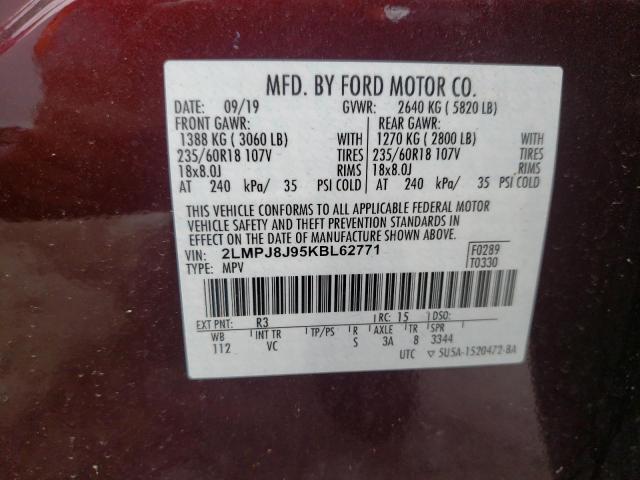 MFD. BY FORD MOTOR CO.
DATE: 09/19 GVWR: 2640 KG ( 5820 LB)
FRONT GAWR: REAR GAWR:
1388 KG ( 3060 LB) WITH 1270 KG ( 2800 LB) WITH
235/60R18 107V TIRES 235/60R18 107V TIRES
18x8.0J RIMS 18x8.0J RIMS
AT 240 kPa/ 35 PSI COLD AT 240 kPa/ 35 PSI COLD
THIS VEHICLE CONFORMS TO ALL APPLICABLE FEDERAL MOTOR
VEHICLE SAFETY AND THEFT PREVENTION STANDARDS IN
EFFECT ON THE DATE OF MANUFACTURE SHOWN ABOVE.
VIN: 2LMPJ8J95KBL62771 F0289
TYPE: MPV T0330
EXT PNT: R3 RC: 15 DSO:
WB INT TR TP/PS R AXLE TR SPR
112 VC S 3A 8 3344
UTC ▽ 5U5A-1520472-BA